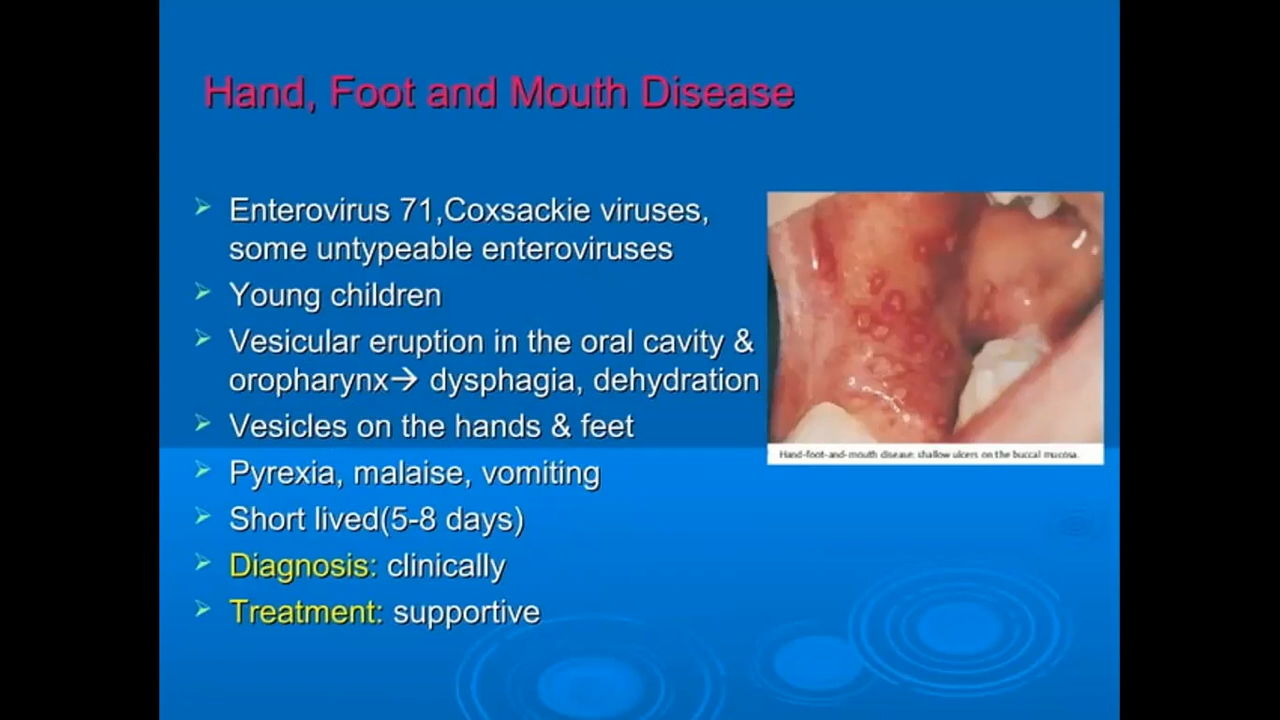 Hand, Foot and Mouth Disease
Enterovirus 71,Coxsackie viruses,
some untypeable enteroviruses
Young children
Vesicular eruption in the oral cavity &
oropharynx→ dysphagia, dehydration
Vesicles on the hands & feet
Pyrexia, malaise, vomiting
Short lived(5-8 days)
Diagnosis: clinically
Treatment: supportive
Hand-foot-and-mouth disease: shallow ulcers on the buccal mucosa.